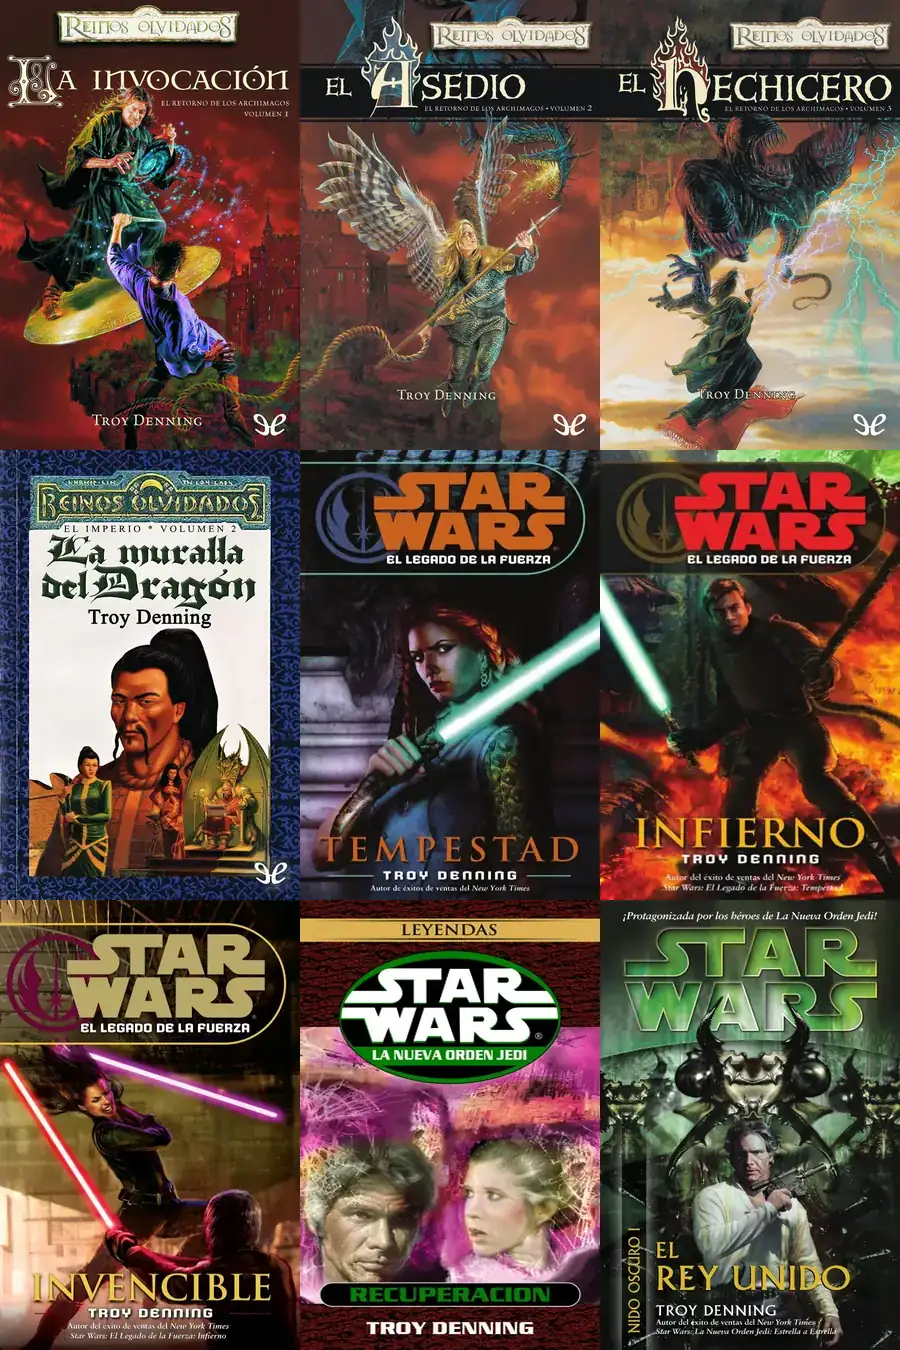 REINOS OLVIDADOS
LA INVOCACIÓN
EL RETORNO DE LOS ARCHIMAGOS
VOLUMEN 1
TROY DENNING
REINOS OLVIDADOS
EL ASEDIO
EL RETORNO DE LOS ARCHIMAGOS • VOLUMEN 2
TROY DENNING
REINOS OLVIDADOS
EL HECHICERO
EL RETORNO DE LOS ARCHIMAGOS • VOLUMEN 3
TROY DENNING
REINOS OLVIDADOS
EL IMPERIO * VOLUMEN 2
La muralla
del Dragón
Troy Denning
STAR
WARS
EL LEGADO DE LA FUERZA
TEMPESTAD
TROY DENNING
Autor de éxitos de ventas del New York Times
STAR
WARS
EL LEGADO DE LA FUERZA
INFIERNO
TROY DENNING
Autor del éxito de ventas del New York Times
Star Wars: El Legado de la Fuerza: Tempestad
STAR
WARS
EL LEGADO DE LA FUERZA
INVENCIBLE
TROY DENNING
Autor del éxito de ventas del New York Times
Star Wars: El Legado de la Fuerza: Infierno
LEYENDAS
STAR
WARS®
LA NUEVA ORDEN JEDI
RECUPERACION
TROY DENNING
¡Protagonizada por los héroes de La Nueva Orden Jedi!
STAR
WARS
NIDO OSCURO I
EL
REY UNIDO
TROY DENNING
Autor del éxito de ventas del New York Times
Star Wars: La Nueva Orden Jedi: Estrella a Estrella